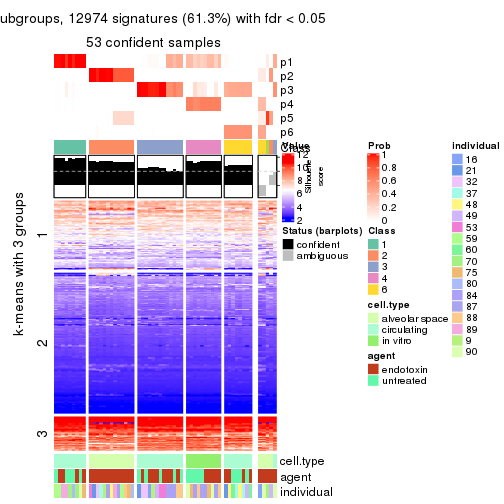 ubgroups, 12974 signatures (61.3%) with fdr < 0.05
53 confident samples
p1
p2
p3
p4
p5
p6
Class
Silhouette
score
k-means with 3 groups
1
2
3
cell.type
agent
individual
Value
12
10
8
6
4
2
Status (barplots)
confident
ambiguous
Prob
1
0.8
0.6
0.4
0.2
0
Class
1
2
3
4
6
cell.type
alveolar space
circulating
in vitro
agent
endotoxin
untreated
individual
16
21
32
37
48
49
53
59
60
70
75
80
84
87
88
89
9
90